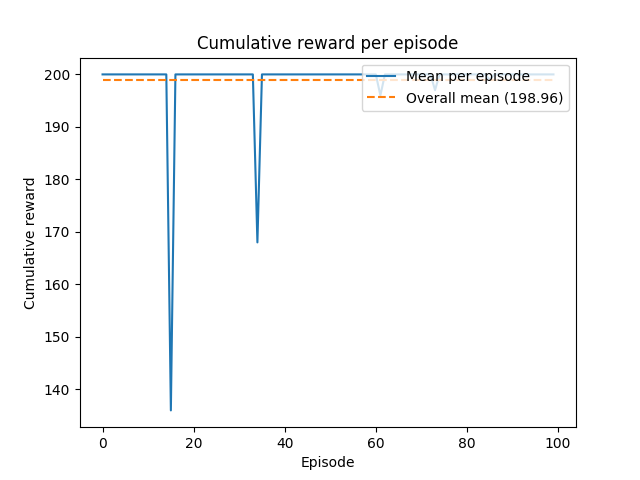 Cumulative reward per episode
Mean per episode
Overall mean (198.96)
200
190
180
170
160
150
140
Cumulative reward
0
20
40
60
80
100
Episode